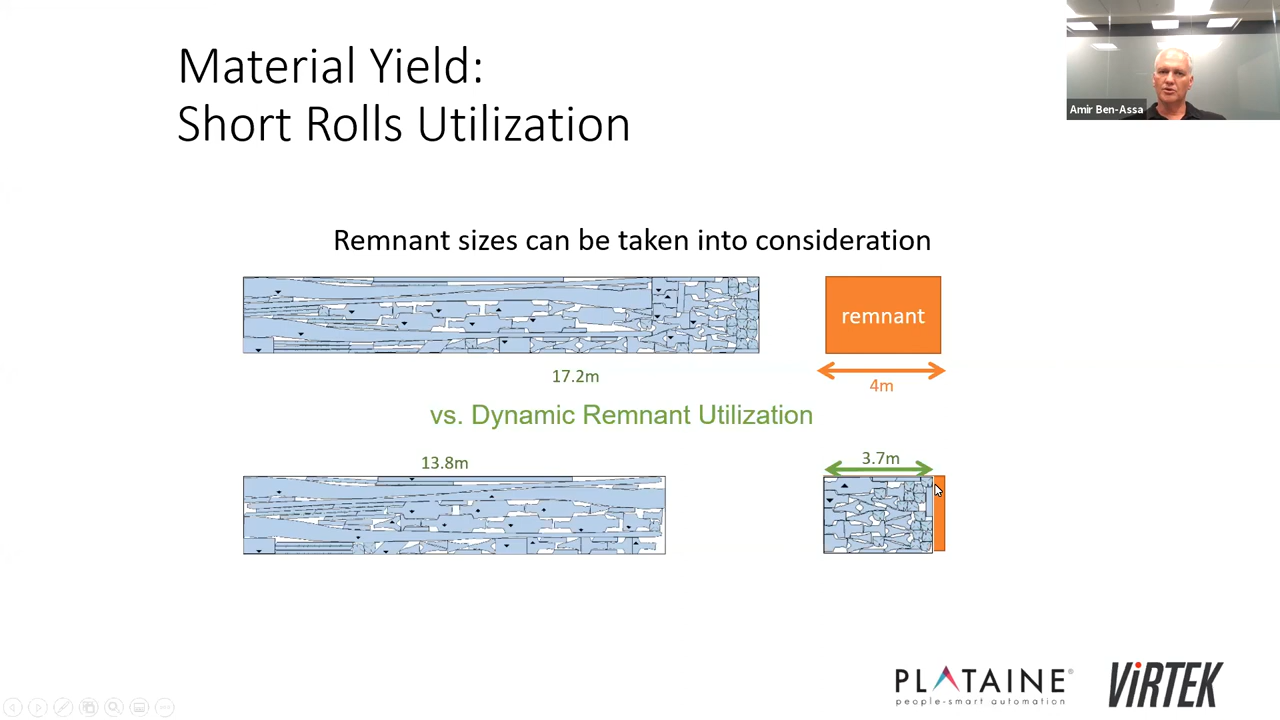 Material Yield:
Short Rolls Utilization
Amir Ben-Assa
Remnant sizes can be taken into consideration
remnant
17.2m
4m
vs. Dynamic Remnant Utilization
13.8m
3.7m
PLATAINE®
people-smart automation
ViRTEK